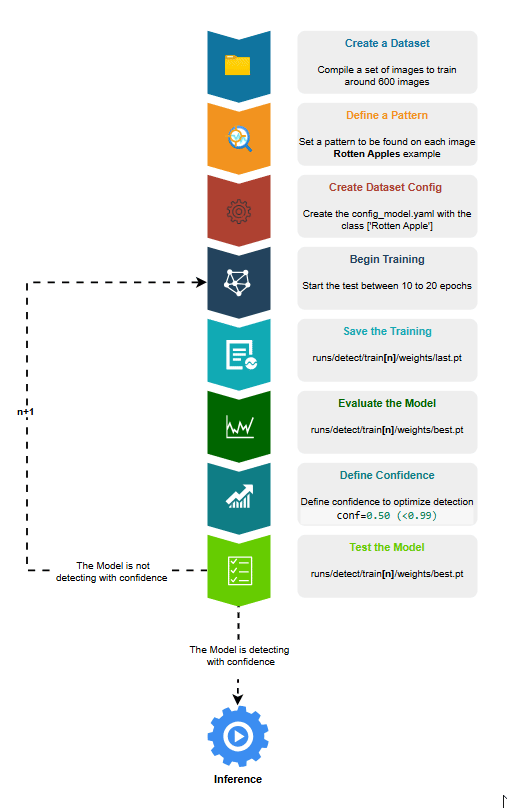 Create a Dataset
Compile a set of images to train
around 600 images
Define a Pattern
Set a pattern to be found on each image
Rotten Apples example
Create Dataset Config
Create the config_model.yaml with the
class ['Rotten Apple']
Begin Training
Start the test between 10 to 20 epochs
Save the Training
runs/detect/train[n]/weights/last.pt
n+1
Evaluate the Model
runs/detect/train[n]/weights/best.pt
Define Confidence
Define confidence to optimize detection
conf=0.50 (<0.99)
Test the Model
runs/detect/train[n]/weights/best.pt
The Model is not
detecting with confidence
The Model is detecting
with confidence
Inference